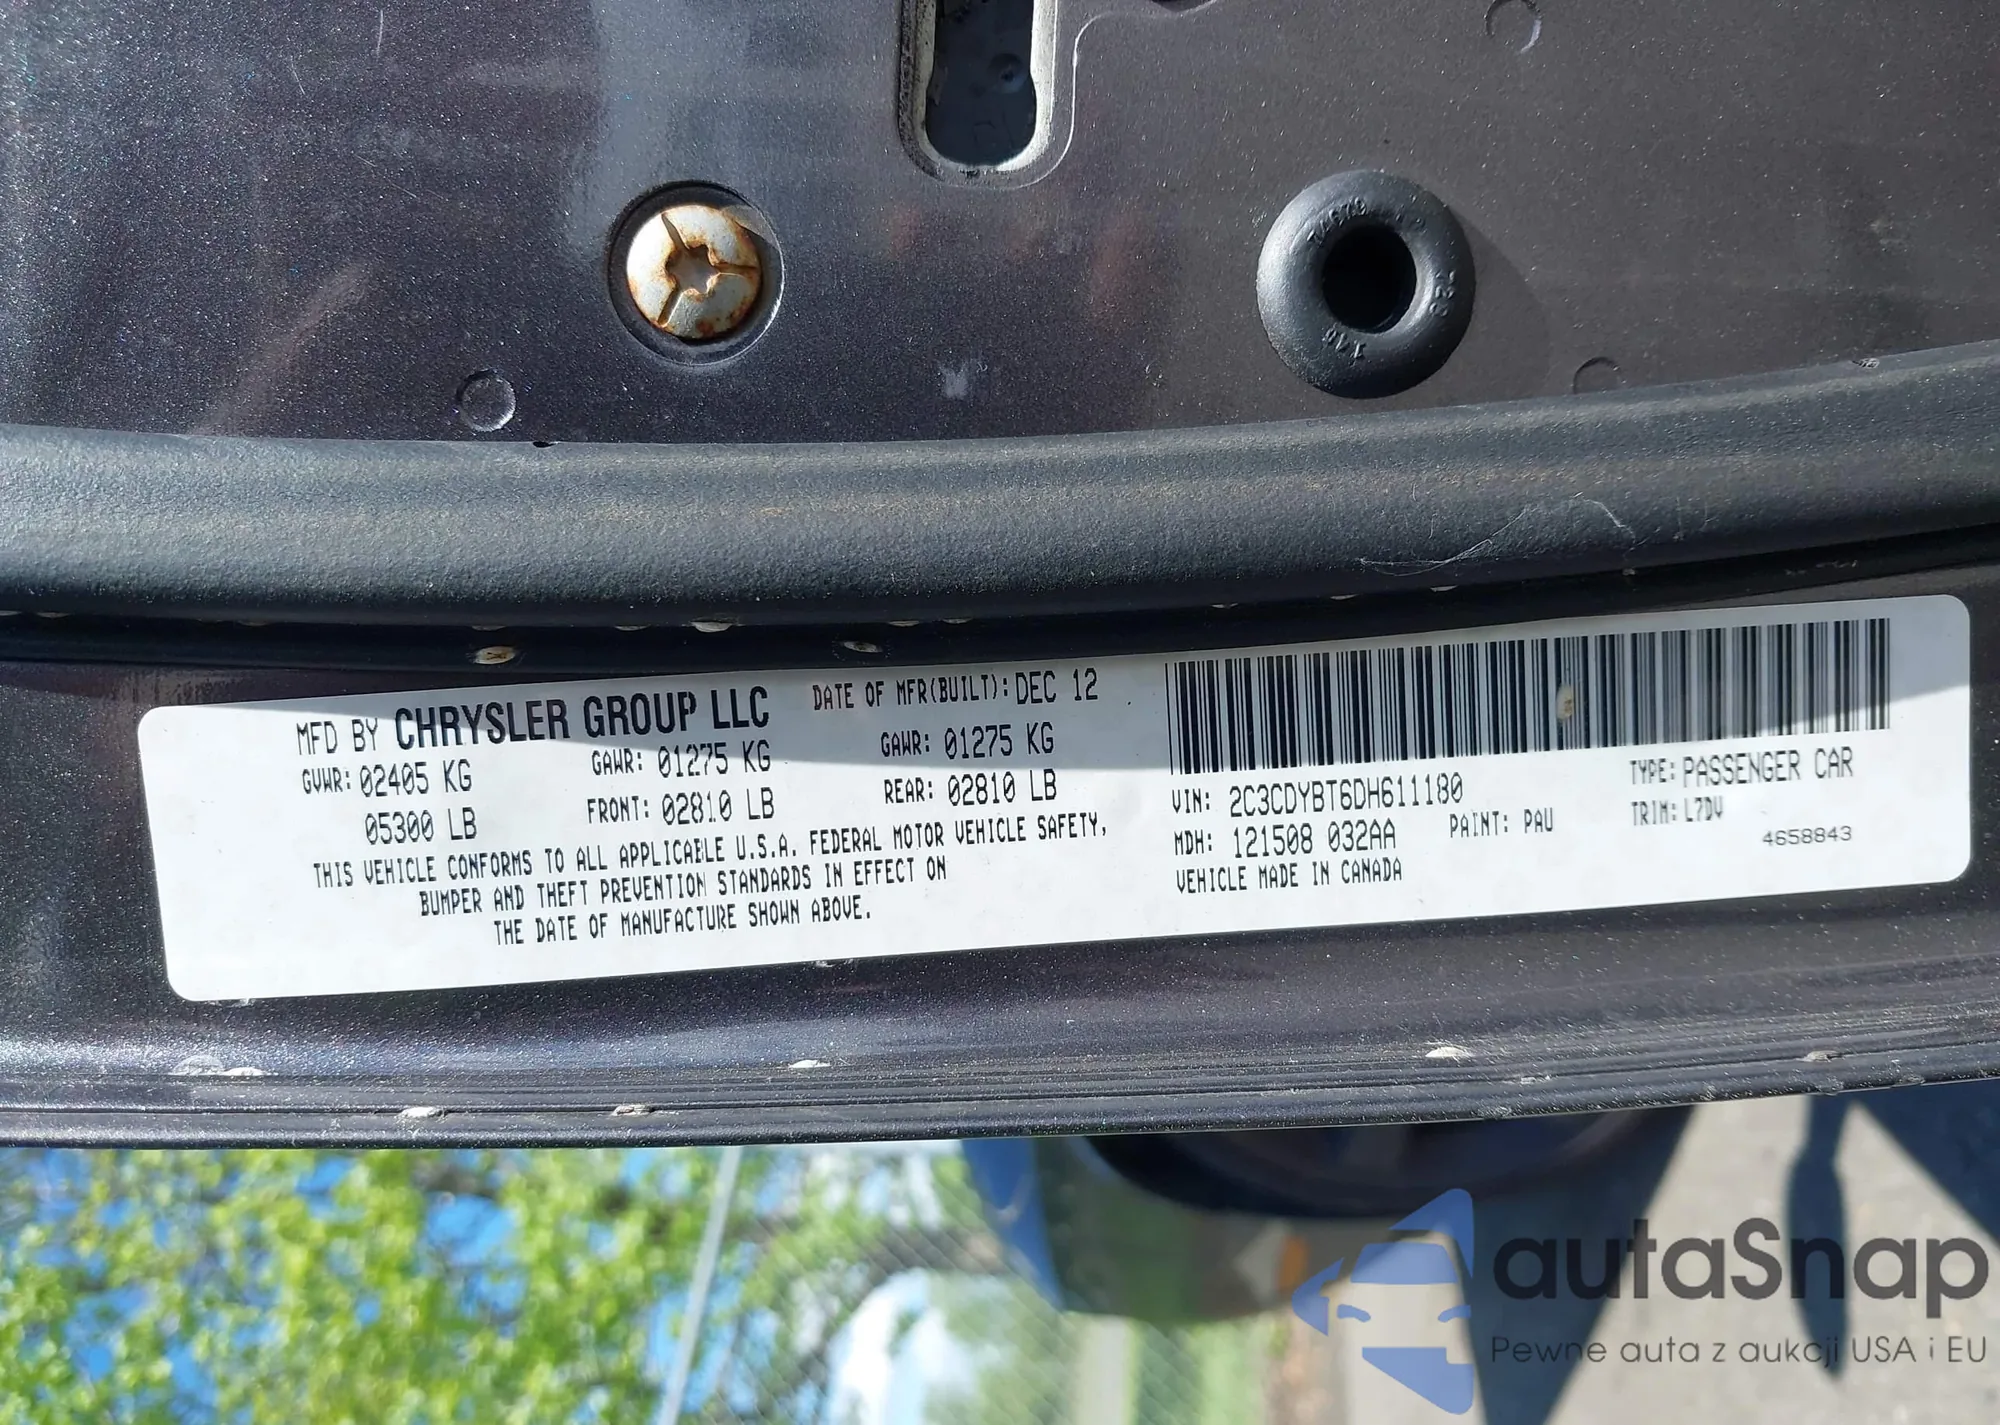 MFD BY CHRYSLER GROUP LLC
DATE OF MFR(BUILT): DEC 12
GVWR: 02405 KG
GAWR: 01275 KG
GAWR: 01275 KG
05300 LB
FRONT: 02810 LB
REAR: 02810 LB
THIS VEHICLE CONFORMS TO ALL APPLICABLE U.S.A. FEDERAL MOTOR VEHICLE SAFETY,
BUMPER AND THEFT PREVENTION STANDARDS IN EFFECT ON
THE DATE OF MANUFACTURE SHOWN ABOVE.
VIN: 2C3CDYBT6DH611180
TYPE: PASSENGER CAR
MDH: 121508 032AA
PAINT: PAU
TRIM: L7DV
VEHICLE MADE IN CANADA
4658843
autaSnap
Pewne auta z aukcji USA i EU